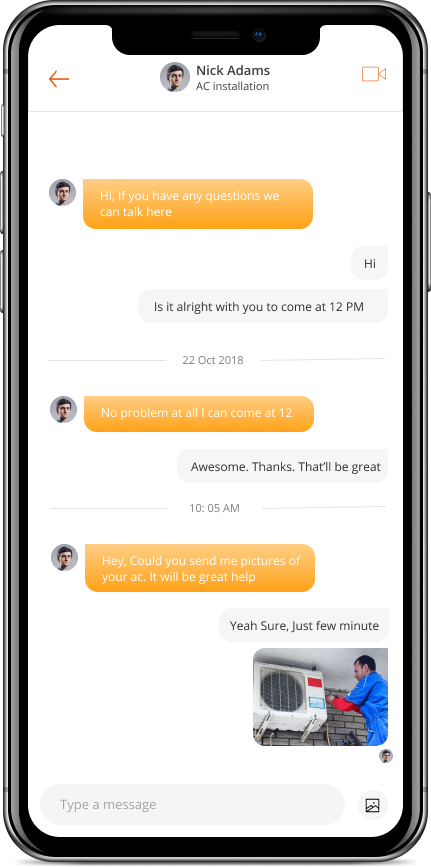 Nick Adams
AC installation
Hi, If you have any questions we
can talk here
Hi
Is it alright with you to come at 12 PM
22 Oct 2018
No problem at all I can come at 12
Awesome. Thanks. That'll be great
10: 05 AM
Hey, Could you send me pictures of
your ac. It will be great help
Yeah Sure, Just few minute
Type a message